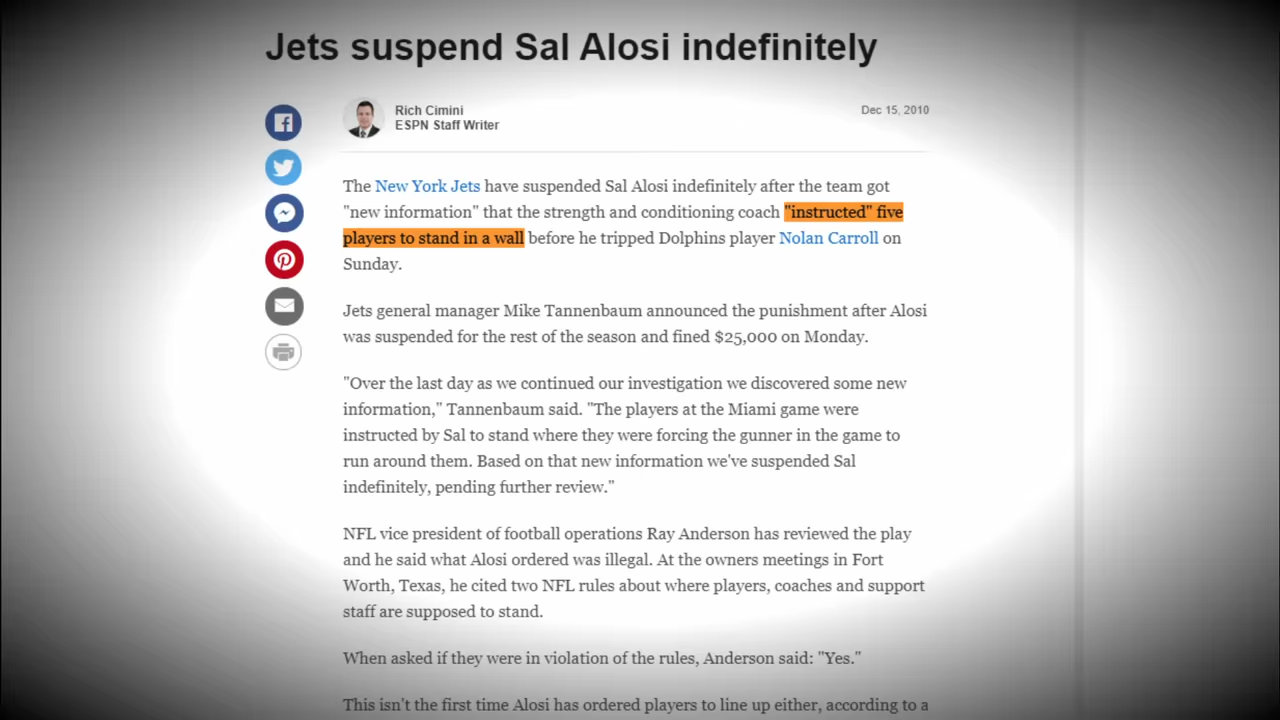 Jets suspend Sal Alosi indefinitely
Rich Cimini
ESPN Staff Writer
Dec 15, 2010
The New York Jets have suspended Sal Alosi indefinitely after the team got
"new information" that the strength and conditioning coach "instructed" five
players to stand in a wall before he tripped Dolphins player Nolan Carroll on
Sunday.
Jets general manager Mike Tannenbaum announced the punishment after Alosi
was suspended for the rest of the season and fined $25,000 on Monday.
"Over the last day as we continued our investigation we discovered some new
information," Tannenbaum said. "The players at the Miami game were
instructed by Sal to stand where they were forcing the gunner in the game to
run around them. Based on that new information we've suspended Sal
indefinitely, pending further review."
NFL vice president of football operations Ray Anderson has reviewed the play
and he said what Alosi ordered was illegal. At the owners meetings in Fort
Worth, Texas, he cited two NFL rules about where players, coaches and support
staff are supposed to stand.
When asked if they were in violation of the rules, Anderson said: "Yes."
This isn't the first time Alosi has ordered players to line up either, according to a